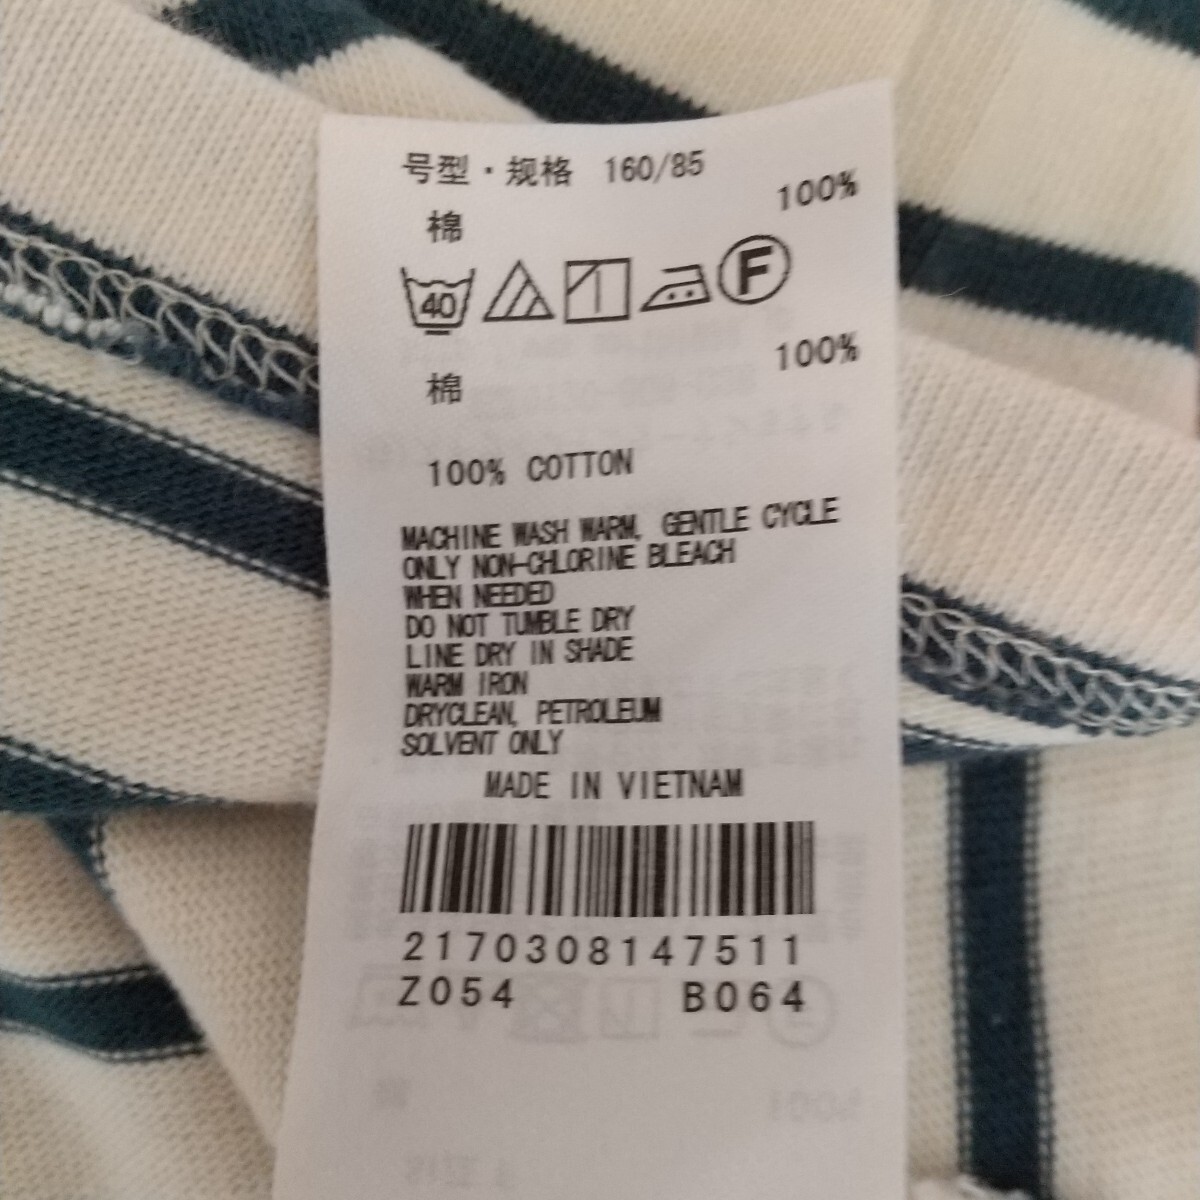 号型・规格 160/85
棉 100%
40 F
棉 100%
100% COTTON
MACHINE WASH WARM, GENTLE CYCLE
ONLY NON-CHLORINE BLEACH
WHEN NEEDED
DO NOT TUMBLE DRY
LINE DRY IN SHADE
WARM IRON
DRYCLEAN, PETROLEUM
SOLVENT ONLY
MADE IN VIETNAM
2170308147511
Z054 B064